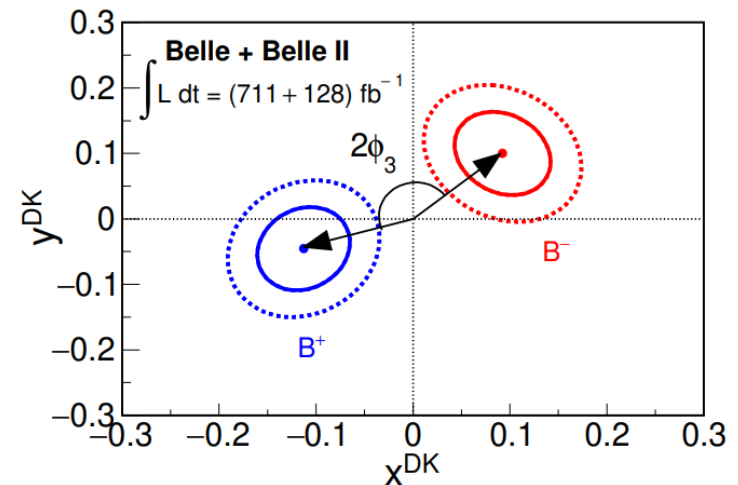 0.3
Belle + Belle II
∫ L dt = (711 + 128) fb⁻¹
0.2
2ϕ₃
0.1
y^DK
0
B⁻
−0.1
B⁺
−0.2
−0.3
−0.3 −0.2 −0.1 0 0.1 0.2 0.3
x^DK